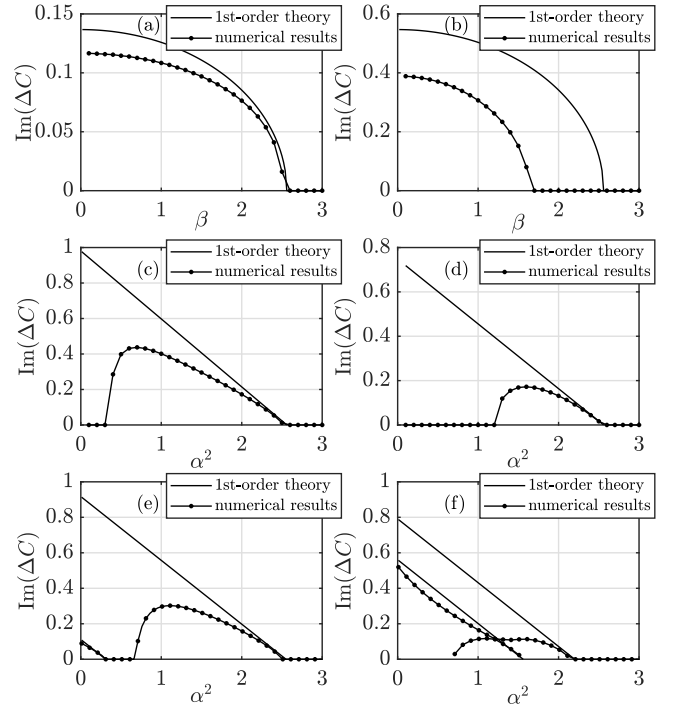 0.15
0.1
0.05
0
Im(ΔC)
(a)
1st-order theory
numerical results
0 1 2 3
β
0.6
0.4
0.2
0
Im(ΔC)
(b)
1st-order theory
numerical results
0 1 2 3
β
1
0.8
0.6
0.4
0.2
0
Im(ΔC)
(c)
1st-order theory
numerical results
0 1 2 3
α²
0.8
0.6
0.4
0.2
0
Im(ΔC)
(d)
1st-order theory
numerical results
0 1 2 3
α²
1
0.8
0.6
0.4
0.2
0
Im(ΔC)
(e)
1st-order theory
numerical results
0 1 2 3
α²
1
0.8
0.6
0.4
0.2
0
Im(ΔC)
(f)
1st-order theory
numerical results
0 1 2 3
α²